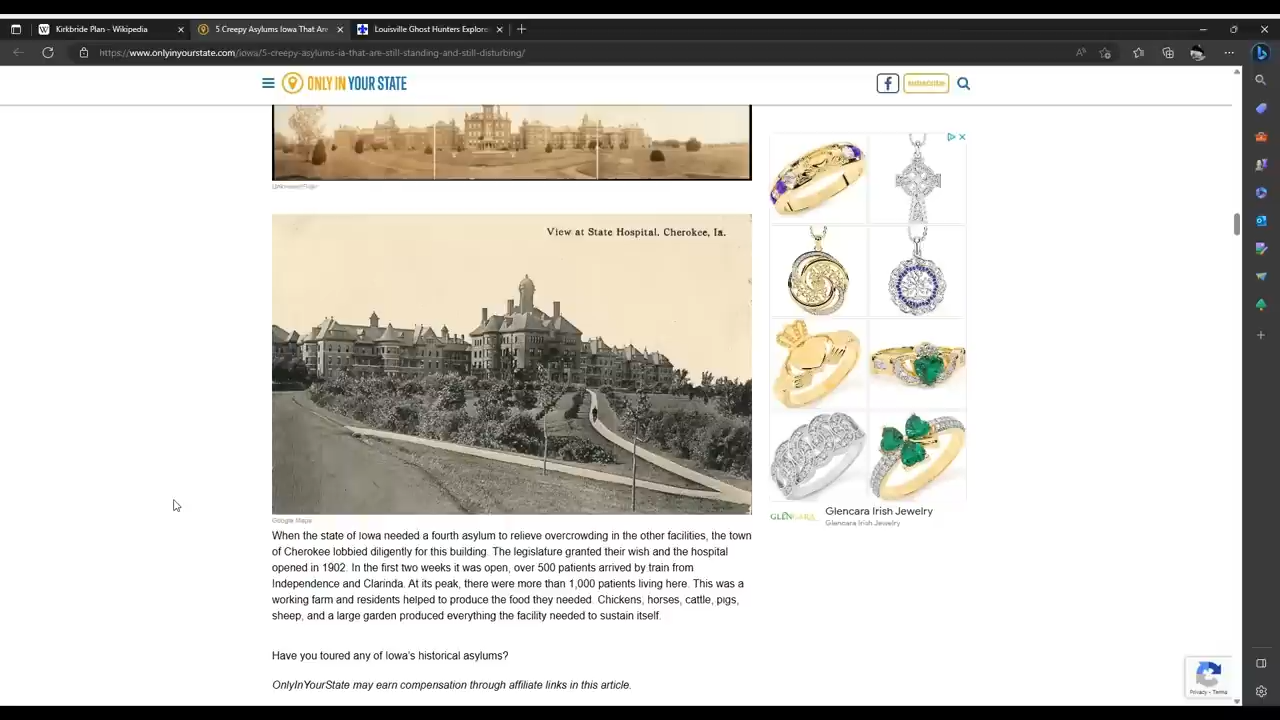 Kirkbride Plan - Wikipedia
5 Creepy Asylums Iowa That Are
Louisville Ghost Hunters Explore
https://www.onlyinyourstate.com/iowa/5-creepy-asylums-ia-that-are-still-standing-and-still-disturbing/
ONLY IN YOUR STATE
SUBSCRIBE
View at State Hospital, Cherokee, Ia.
Google Maps
When the state of Iowa needed a fourth asylum to relieve overcrowding in the other facilities, the town
of Cherokee lobbied diligently for this building. The legislature granted their wish and the hospital
opened in 1902. In the first two weeks it was open, over 500 patients arrived by train from
Independence and Clarinda. At its peak, there were more than 1,000 patients living here. This was a
working farm and residents helped to produce the food they needed. Chickens, horses, cattle, pigs,
sheep, and a large garden produced everything the facility needed to sustain itself.
Have you toured any of Iowa's historical asylums?
OnlyInYourState may earn compensation through affiliate links in this article.
GLENCARA
Glencara Irish Jewelry
Glencara Irish Jewelry
Privacy - Terms